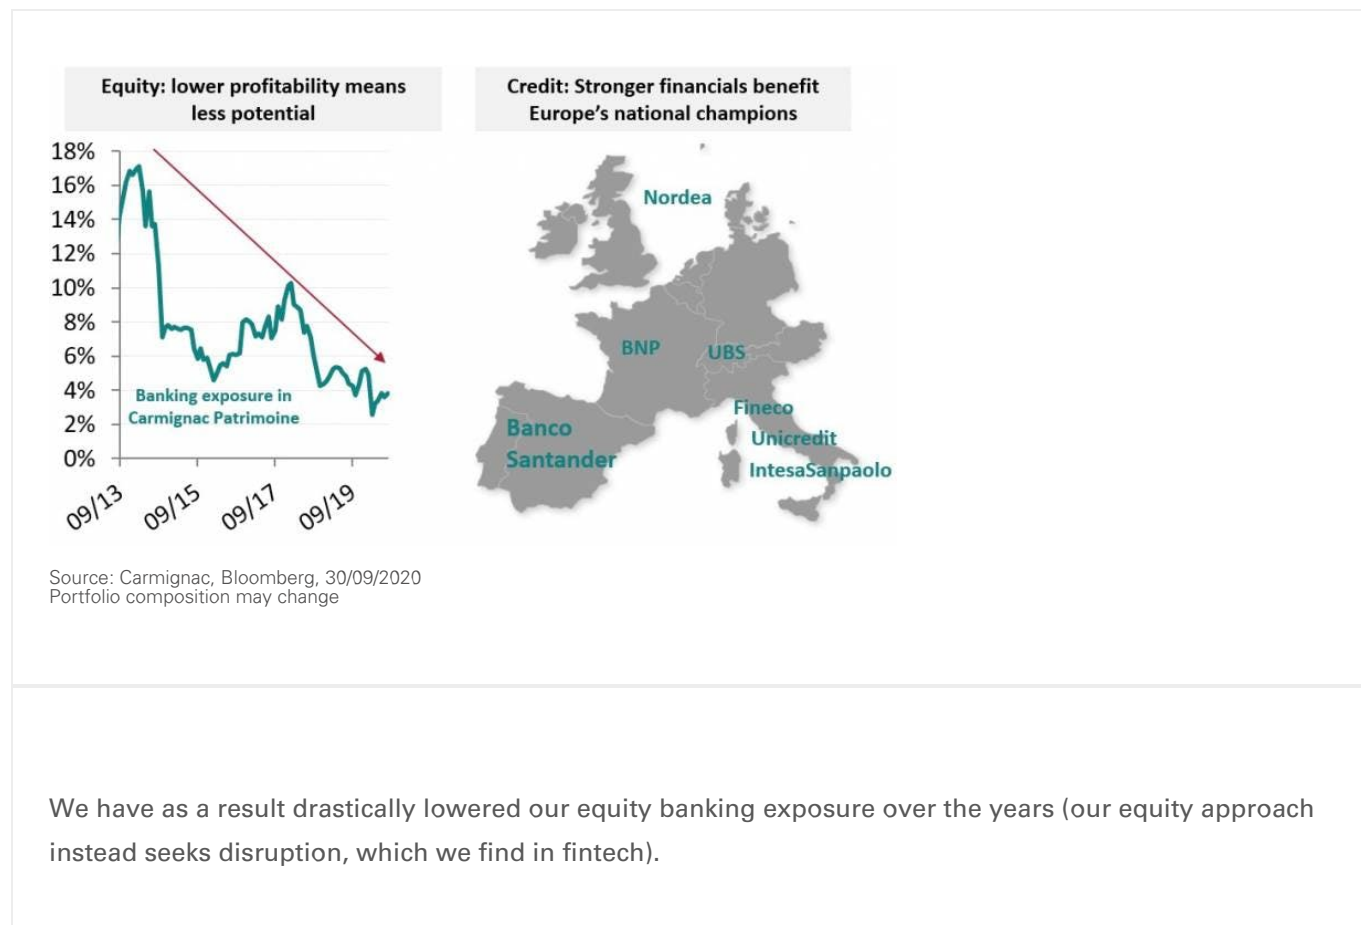 Equity: lower profitability means
less potential
18%
16%
14%
12%
10%
8%
6%
4%
2%
0%
Banking exposure in
Carmignac Patrimoine
09/13
09/15
09/17
09/19
Credit: Stronger financials benefit
Europe's national champions
Nordea
BNP
UBS
Fineco
Banco
Santander
Unicredit
IntesaSanpaolo
Source: Carmignac, Bloomberg, 30/09/2020
Portfolio composition may change
We have as a result drastically lowered our equity banking exposure over the years (our equity approach
instead seeks disruption, which we find in fintech).